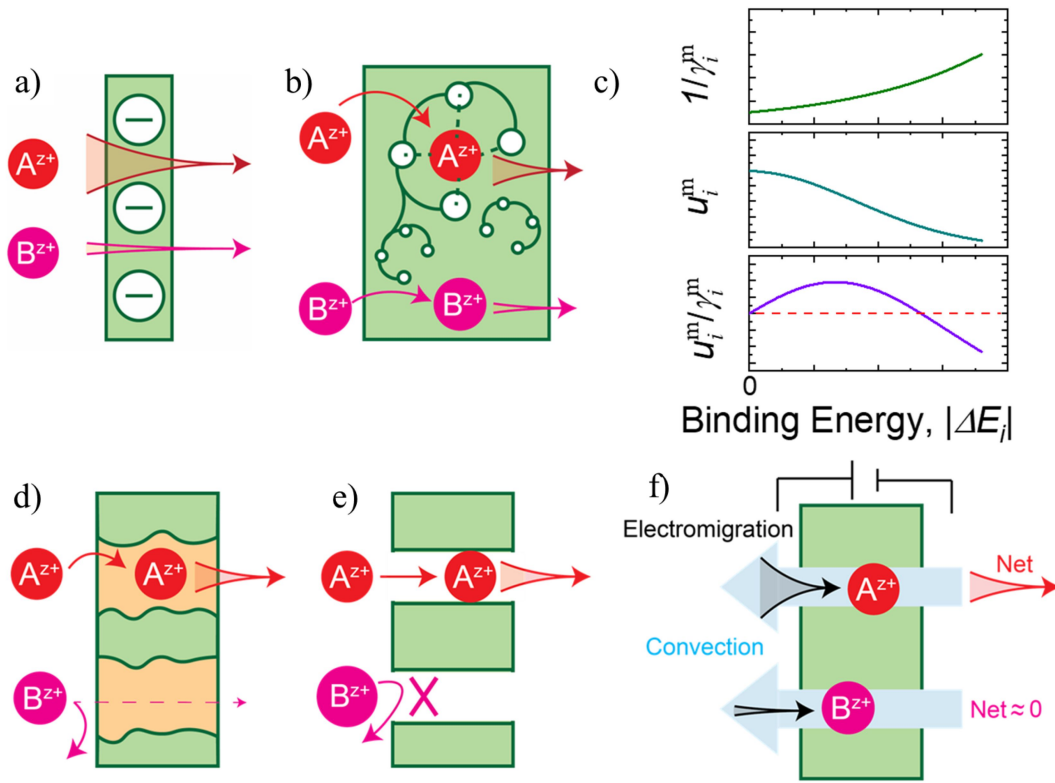 a)
A^{z+}
−
−
−
B^{z+}
b)
A^{z+}
A^{z+}
B^{z+}
B^{z+}
c)
1/γ_i^m
u_i^m
u_i^m/γ_i^m
0
Binding Energy, |ΔE_i|
d)
A^{z+}
A^{z+}
B^{z+}
e)
A^{z+}
A^{z+}
B^{z+}
X
f)
Electromigration
Net
A^{z+}
Convection
B^{z+}
Net ≈ 0